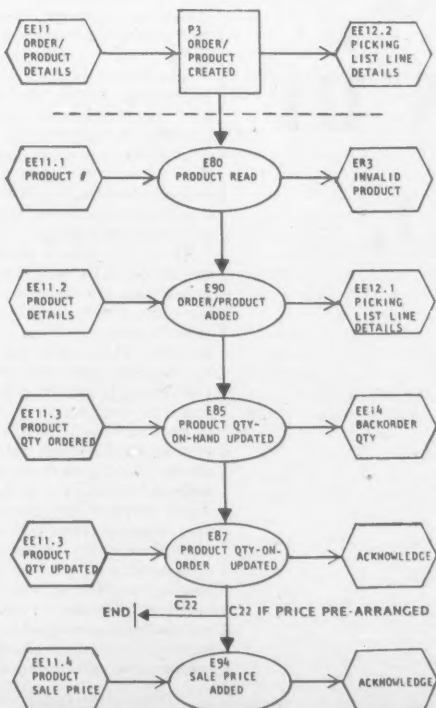 EE11
ORDER/
PRODUCT
DETAILS
P3
ORDER/
PRODUCT
CREATED
EE12.2
PICKING
LIST LINE
DETAILS
EE11.1
PRODUCT #
E80
PRODUCT READ
ER3
INVALID
PRODUCT
EE11.2
PRODUCT
DETAILS
E90
ORDER/PRODUCT
ADDED
EE12.1
PICKING
LIST LINE
DETAILS
EE11.3
PRODUCT
QTY ORDERED
E85
PRODUCT QTY-
ON-HAND UPDATED
EE14
BACKORDER
QTY
EE11.3
PRODUCT
QTY UPDATED
E87
PRODUCT QTY-ON-
ORDER UPDATED
ACKNOWLEDGE
END
C22
C22 IF PRICE PRE-ARRANGED
EE11.4
PRODUCT
SALE PRICE
E94
SALE PRICE
ADDED
ACKNOWLEDGE